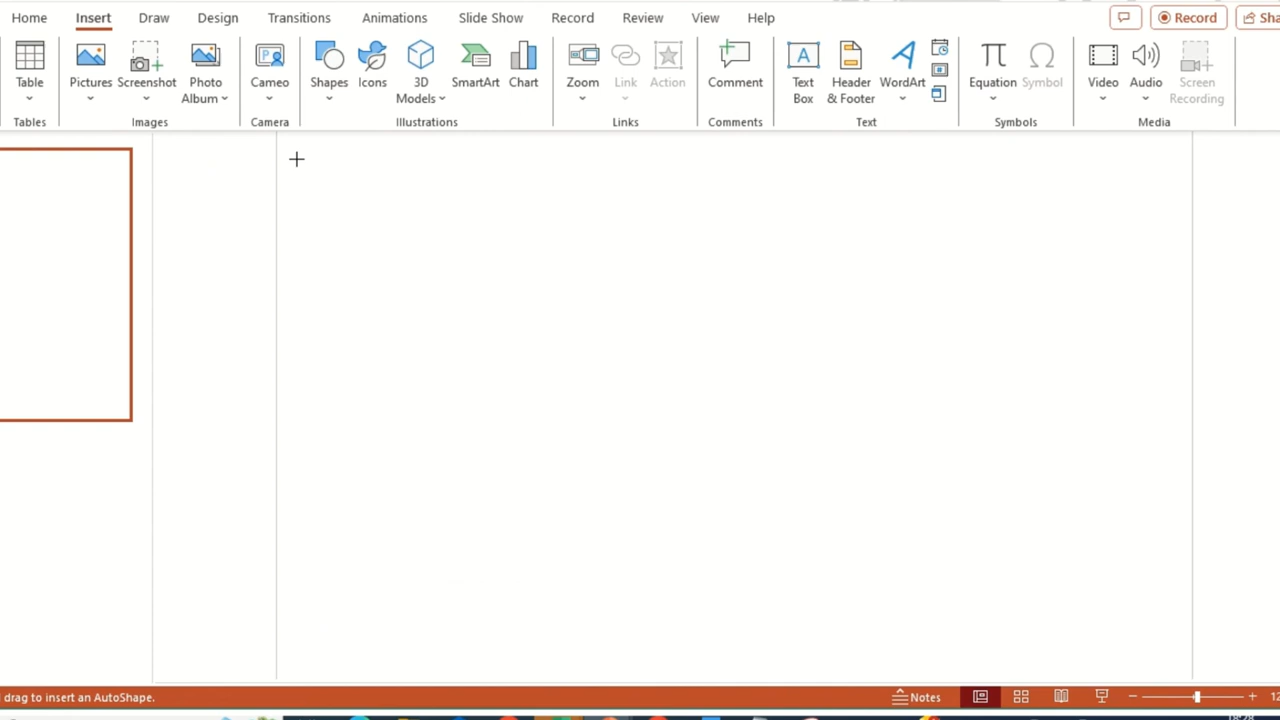 Home Insert Draw Design Transitions Animations Slide Show Record Review View Help Record
Table Pictures Screenshot Photo Album Cameo Shapes Icons 3D Models SmartArt Chart Zoom Link Action Comment Text Box Header & Footer WordArt Equation Symbol Video Audio Screen Recording
Tables Images Camera Illustrations Links Comments Text Symbols Media
drag to insert an AutoShape. Notes